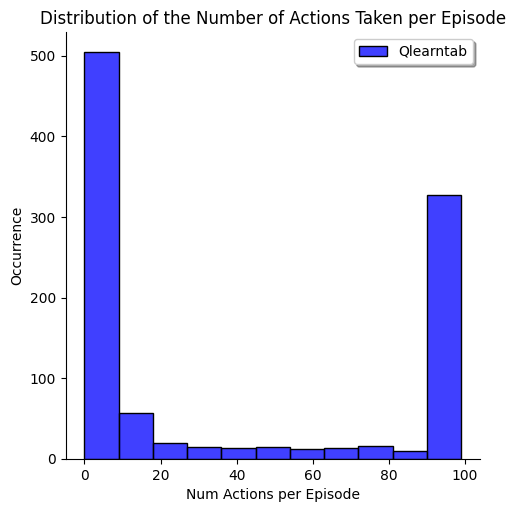 Distribution of the Number of Actions Taken per Episode
Qlearntab
500
400
300
200
100
0
Occurrence
0 20 40 60 80 100
Num Actions per Episode